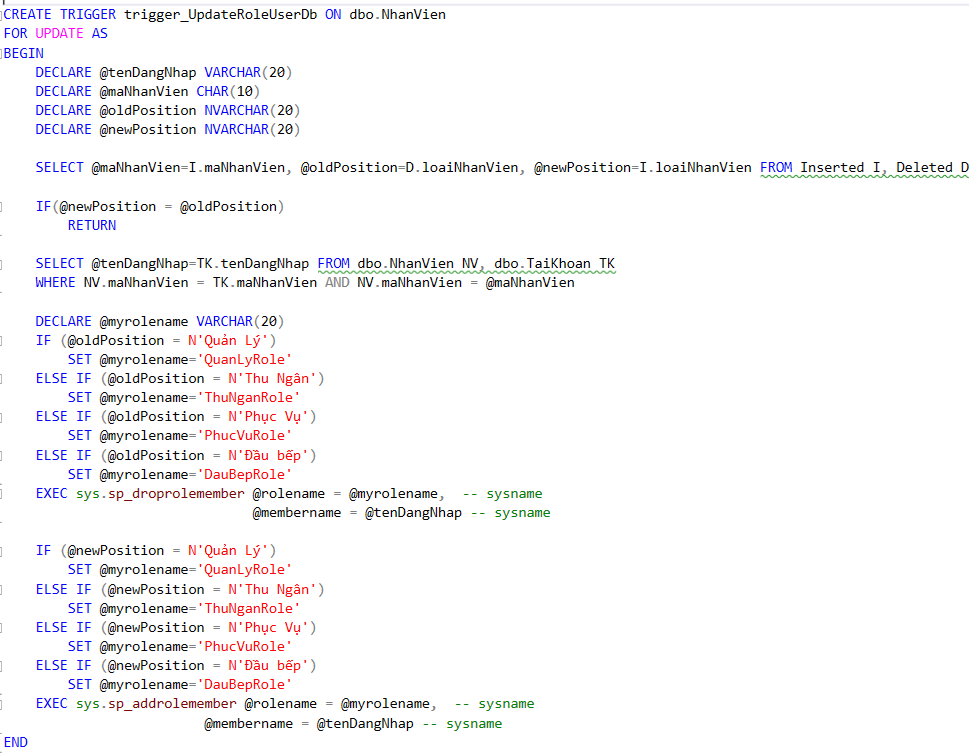 CREATE TRIGGER trigger_UpdateRoleUserDb ON dbo.NhanVien
FOR UPDATE AS
BEGIN
DECLARE @tenDangNhap VARCHAR(20)
DECLARE @maNhanVien CHAR(10)
DECLARE @oldPosition NVARCHAR(20)
DECLARE @newPosition NVARCHAR(20)
SELECT @maNhanVien=I.maNhanVien, @oldPosition=D.loaiNhanVien, @newPosition=I.loaiNhanVien FROM Inserted I, Deleted D
IF(@newPosition = @oldPosition)
RETURN
SELECT @tenDangNhap=TK.tenDangNhap FROM dbo.NhanVien NV, dbo.TaiKhoan TK
WHERE NV.maNhanVien = TK.maNhanVien AND NV.maNhanVien = @maNhanVien
DECLARE @myrolename VARCHAR(20)
IF (@oldPosition = N'Quản Lý')
SET @myrolename='QuanLyRole'
ELSE IF (@oldPosition = N'Thu Ngân')
SET @myrolename='ThuNganRole'
ELSE IF (@oldPosition = N'Phục Vụ')
SET @myrolename='PhucVuRole'
ELSE IF (@oldPosition = N'Đầu bếp')
SET @myrolename='DauBepRole'
EXEC sys.sp_droprolemember @rolename = @myrolename,  -- sysname
@membername = @tenDangNhap -- sysname
IF (@newPosition = N'Quản Lý')
SET @myrolename='QuanLyRole'
ELSE IF (@newPosition = N'Thu Ngân')
SET @myrolename='ThuNganRole'
ELSE IF (@newPosition = N'Phục Vụ')
SET @myrolename='PhucVuRole'
ELSE IF (@newPosition = N'Đầu bếp')
SET @myrolename='DauBepRole'
EXEC sys.sp_addrolemember @rolename = @myrolename,  -- sysname
@membername = @tenDangNhap -- sysname
END